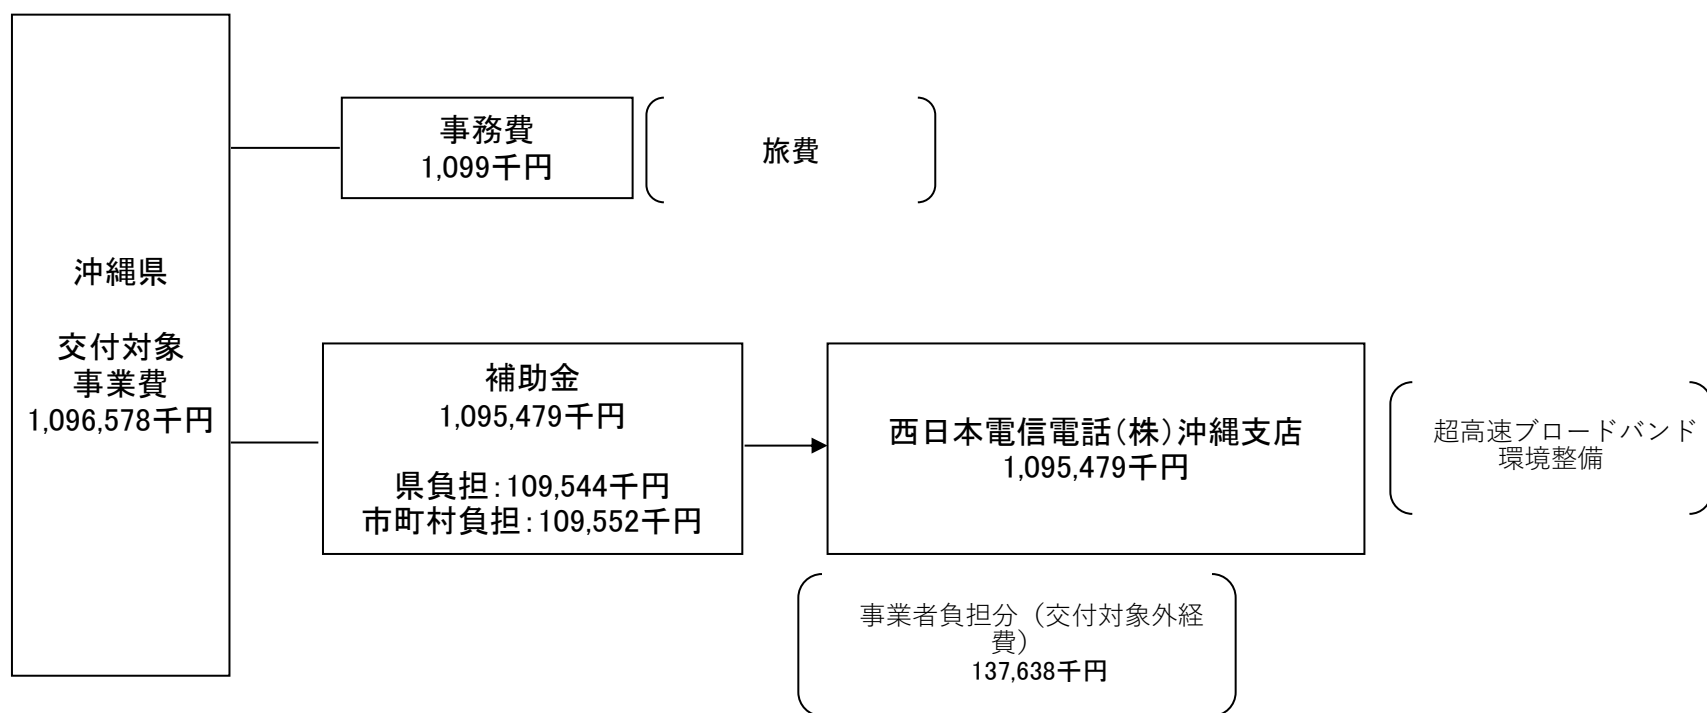 沖縄県
交付対象
事業費
1,096,578千円
事務費
1,099千円
旅費
補助金
1,095,479千円
県負担：109,544千円
市町村負担：109,552千円
西日本電信電話（株）沖縄支店
1,095,479千円
超高速ブロードバンド
環境整備
事業者負担分（交付対象外経
費）
137,638千円